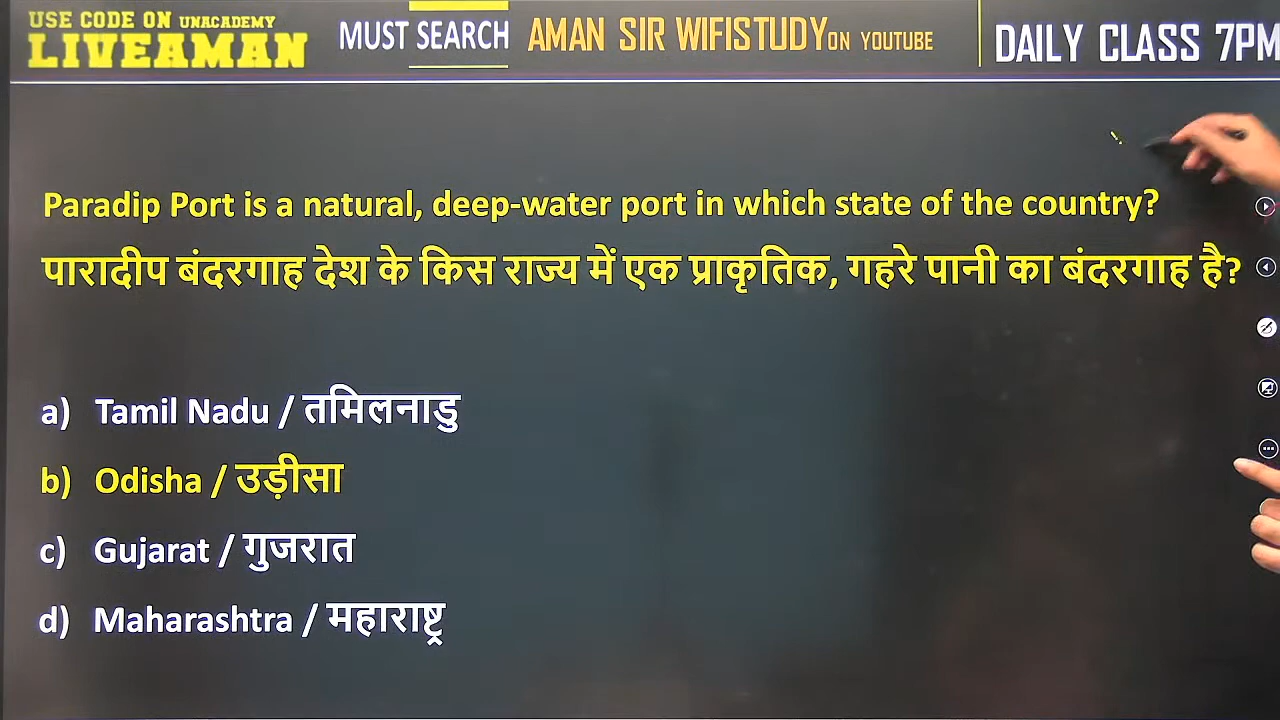 USE CODE ON UNACADEMY
LIVEAMAN
MUST SEARCH
AMAN SIR WIFISTUDY ON YOUTUBE
DAILY CLASS 7PM
Paradip Port is a natural, deep-water port in which state of the country?
पारादीप बंदरगाह देश के किस राज्य में एक प्राकृतिक, गहरे पानी का बंदरगाह है?
a) Tamil Nadu / तमिलनाडु
b) Odisha / उड़ीसा
c) Gujarat / गुजरात
d) Maharashtra / महाराष्ट्र